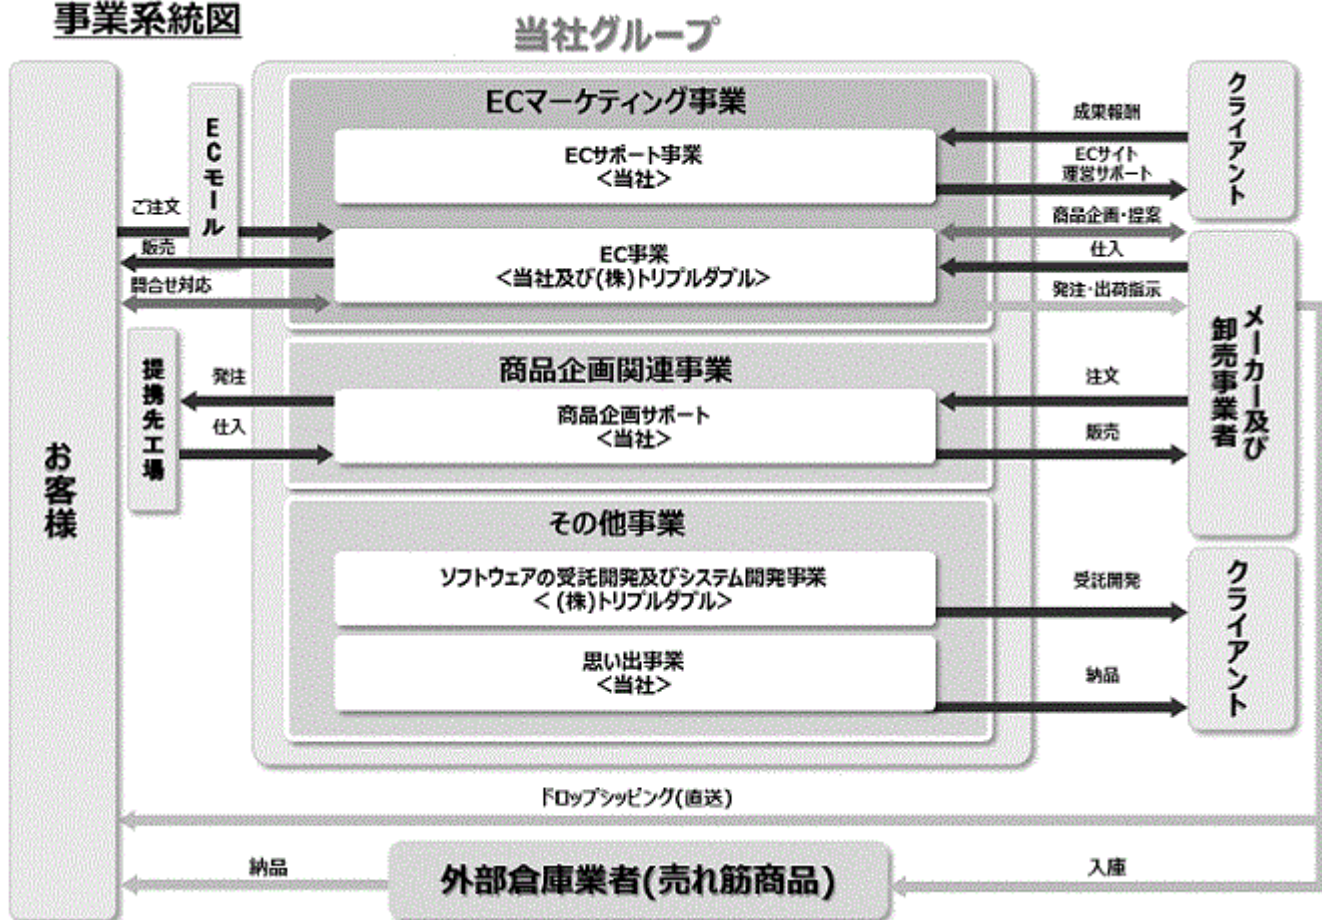 事業系統図
当社グループ
ECマーケティング事業
ECサポート事業
＜当社＞
EC事業
＜当社及び(株)トリプルダブル＞
商品企画関連事業
商品企画サポート
＜当社＞
その他事業
ソフトウェアの受託開発及びシステム開発事業
＜ (株)トリプルダブル＞
思い出事業
＜当社＞
お客様
ECモール
ご注文
販売
問合せ対応
提携先工場
発注
仕入
成果報酬
ECサイト
運営サポート
商品企画・提案
仕入
発注・出荷指示
注文
販売
受託開発
納品
クライアント
メーカー及び
卸売事業者
クライアント
ドロップシッピング(直送)
納品
外部倉庫業者(売れ筋商品)
入庫